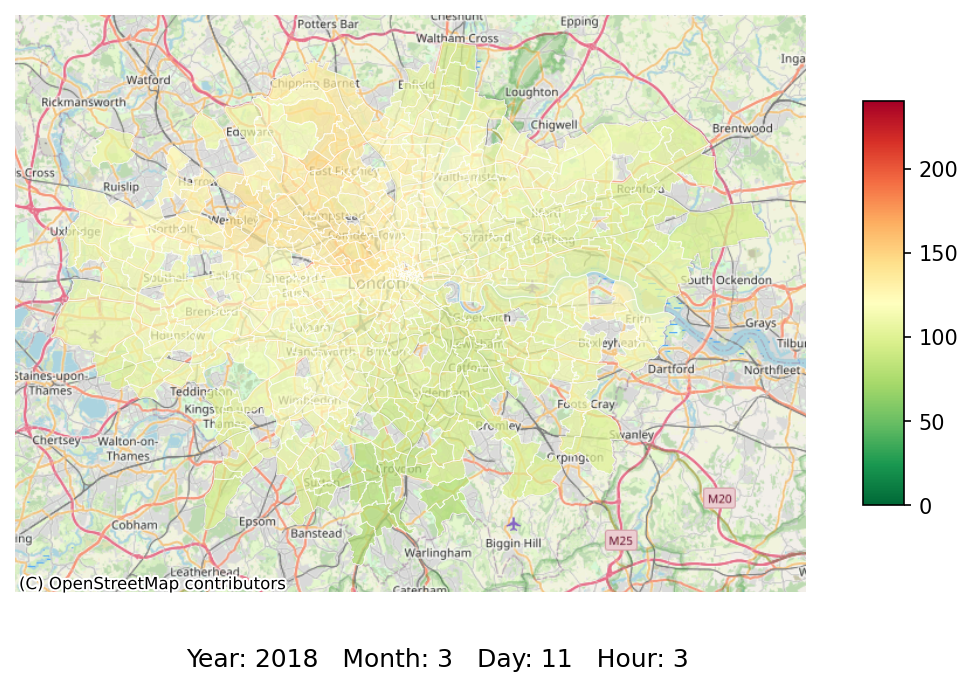 Potters Bar
Cheshunt
Epping
Waltham Cross
Watford
Chipping Barnet
Enfield
Loughton
Rickmansworth
Chigwell
Brentwood
Edgware
East Finchley
Walthamstow
Ruislip
Harrow
Romford
Hampstead
Ilford
Wembley
Camden Town
Uxbridge
Northolt
Stratford
Barking
Southall
Ealing
Shepherd's
Bush
London
South Ockendon
Brentford
Greenwich
Erith
Grays
Hounslow
Fulham
Wandsworth
Brixton
Lewisham
Bexleyheath
Catford
Dartford
Northfleet
Staines-upon-
Thames
Teddington
Wimbledon
Sydenham
Kingston upon
Thames
Foots Cray
Bromley
Swanley
Chertsey
Walton-on-
Thames
Orpington
Croydon
Sutton
M20
Cobham
Epsom
Banstead
Biggin Hill
M25
Warlingham
Leatherhead
Caterham
(C) OpenStreetMap contributors
200
150
100
50
0
Year: 2018 Month: 3 Day: 11 Hour: 3